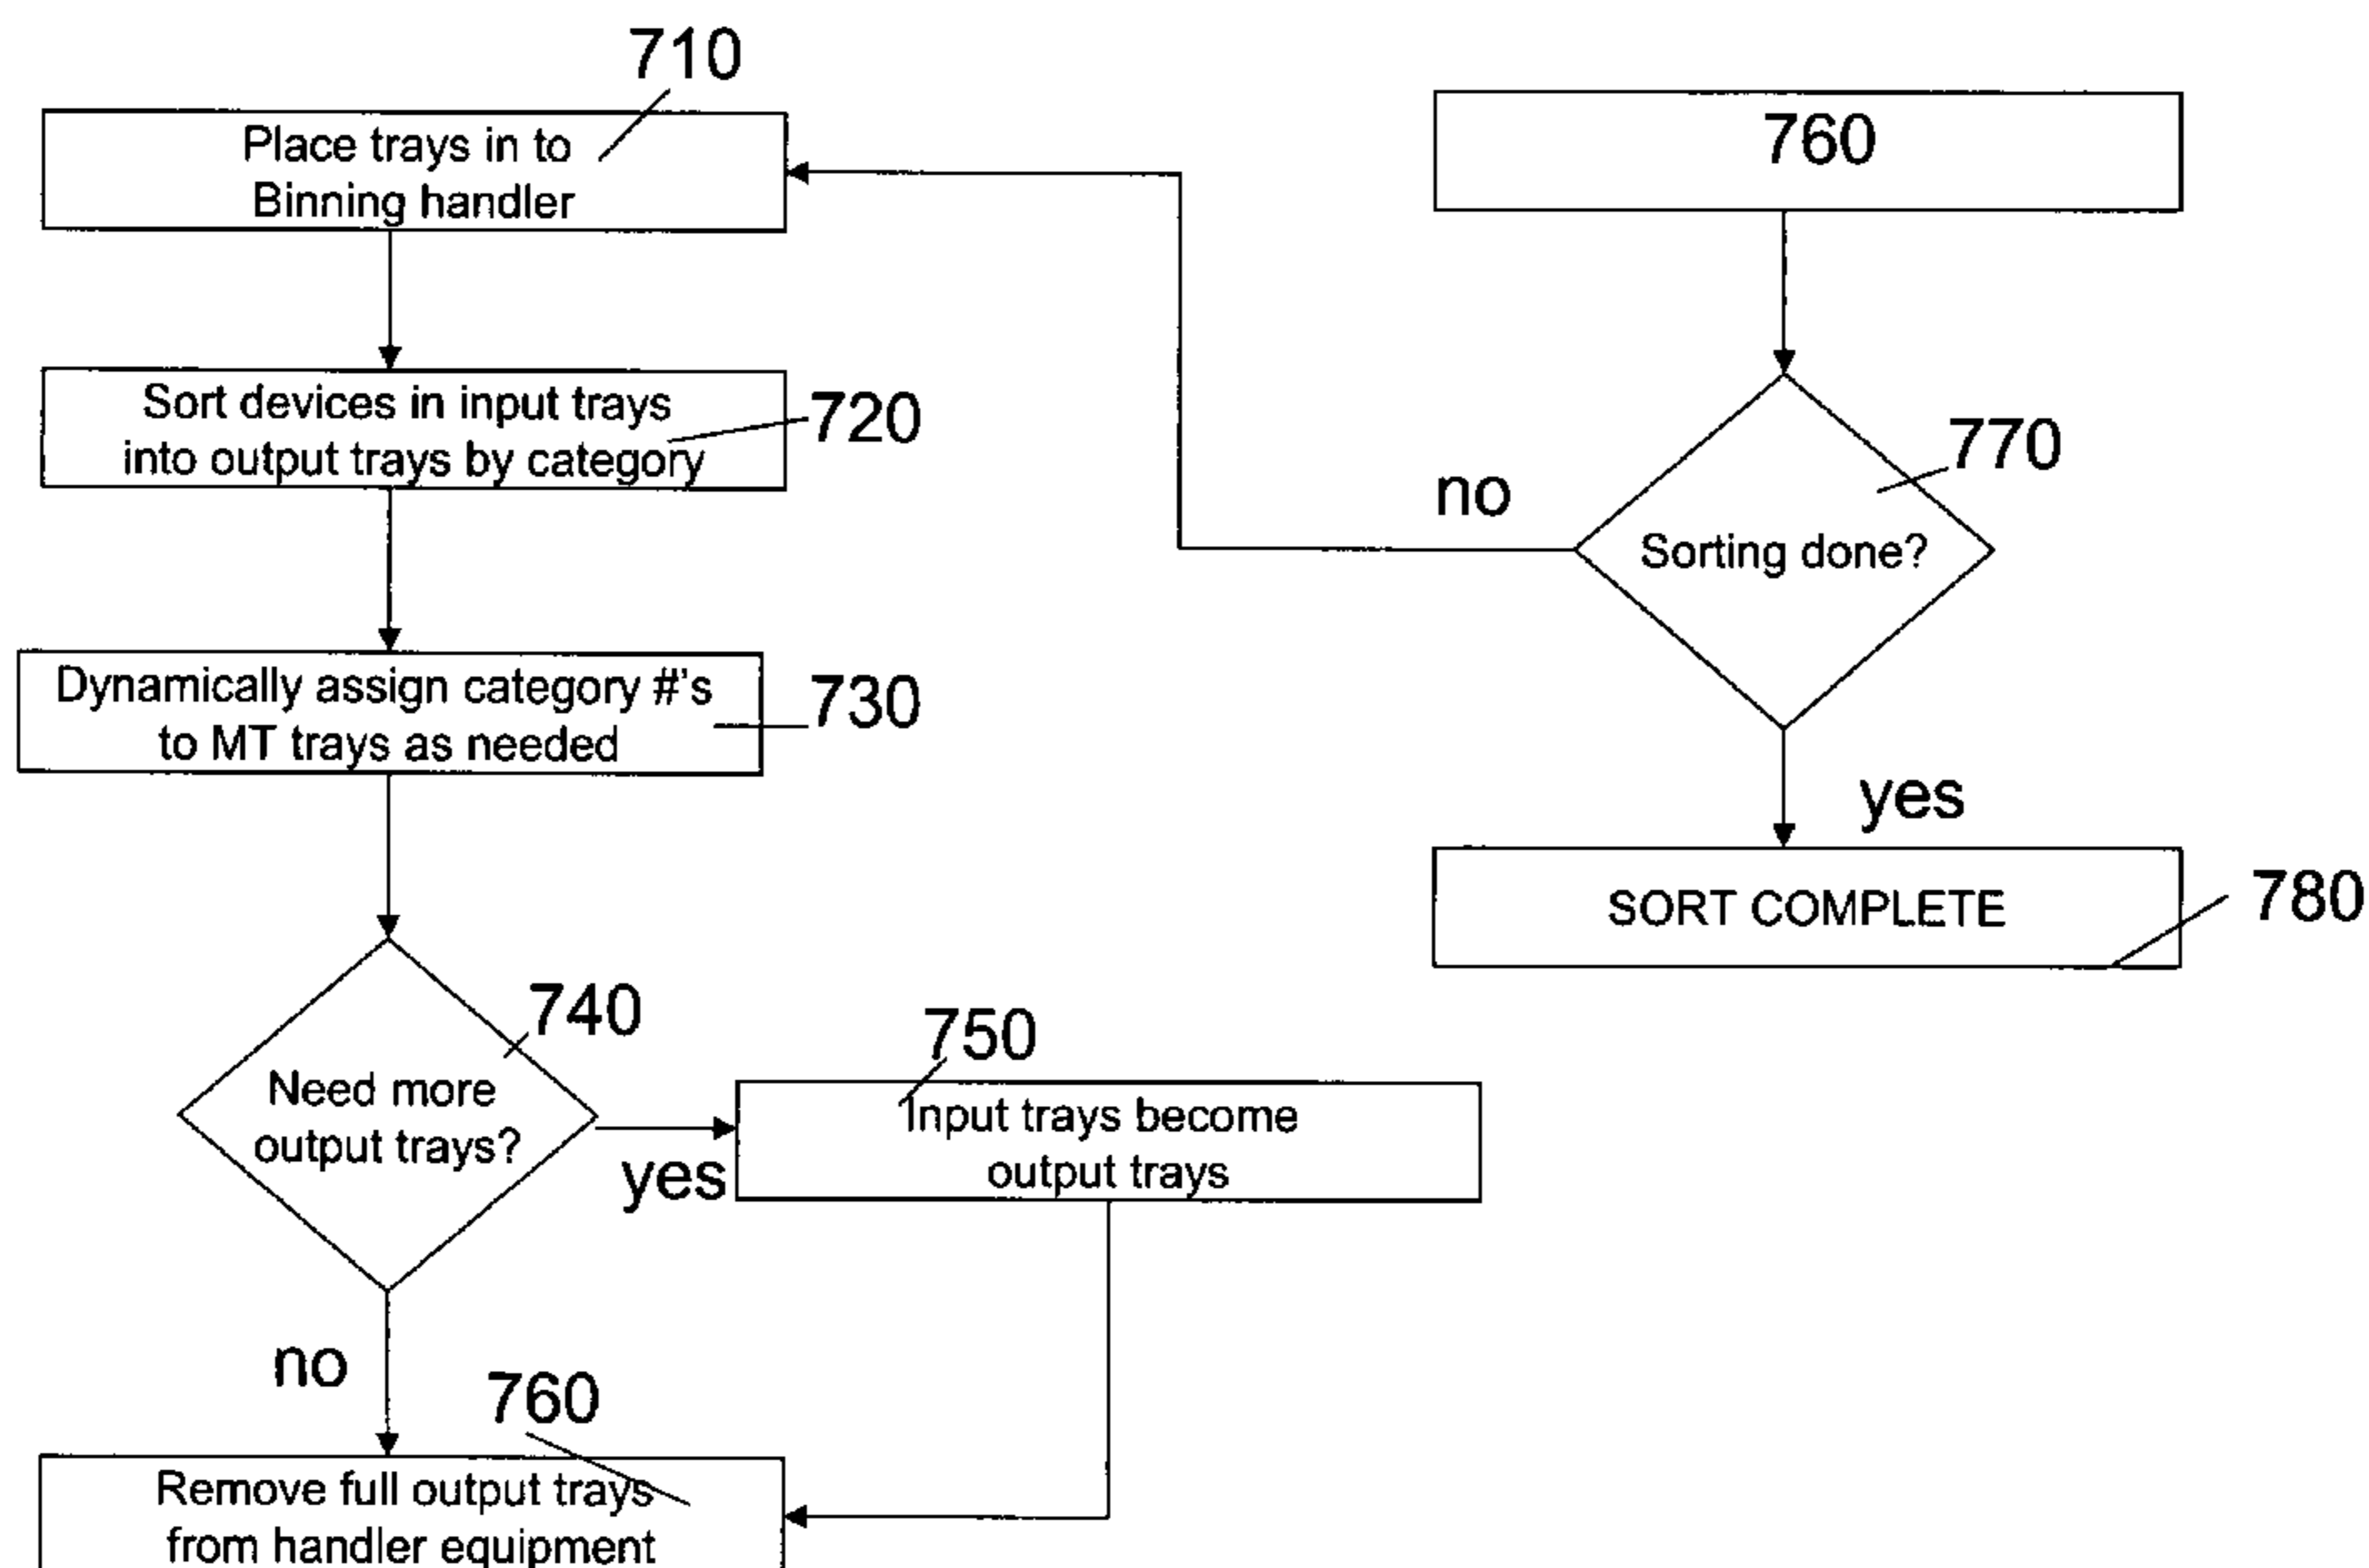 710
Place trays in to
Binning handler
720
Sort devices in input trays
into output trays by category
730
Dynamically assign category #'s
to MT trays as needed
740
Need more
output trays?
yes
750
Input trays become
output trays
no
760
Remove full output trays
from handler equipment
760
770
Sorting done?
no
yes
SORT COMPLETE
780